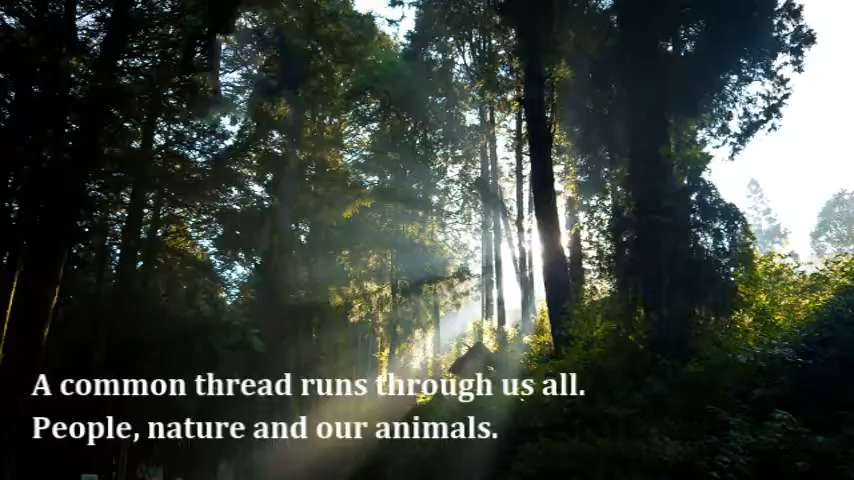 A common thread runs through us all.
People, nature and our animals.